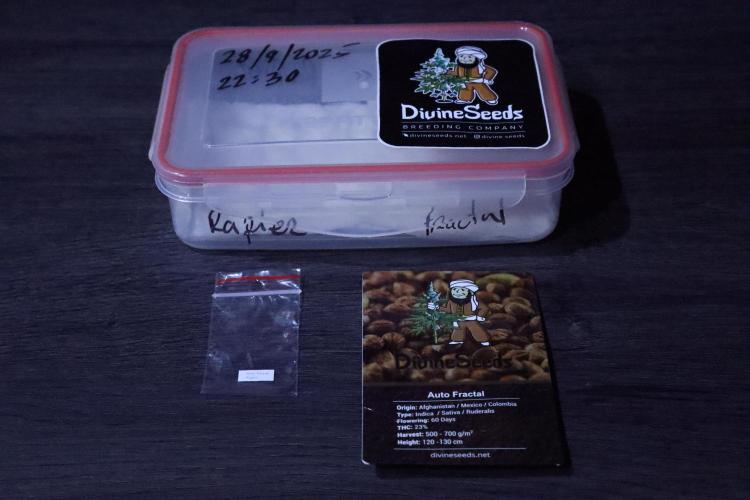 28/9/2025
22:30
DivineSeeds
BREEDING COMPANY
divineseeds.net divine.seeds
Rapier fractal
DivineSeeds
Auto Fractal
Origin: Afghanistan / Mexico / Colombia
Type: Indica / Sativa / Ruderalis
Flowering: 60 Days
THC: 23%
Harvest: 500 - 700 g/m²
Height: 120 -130 cm
divineseeds.net